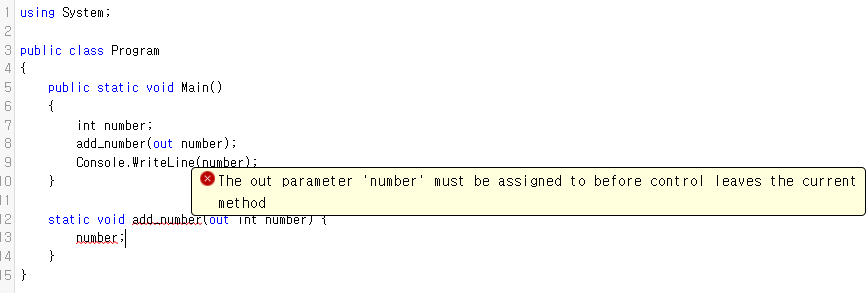 1 using System;
2
3 public class Program
4 {
5 public static void Main()
6 {
7 int number;
8 add_number(out number);
9 Console.WriteLine(number);
10 }
The out parameter 'number' must be assigned to before control leaves the current
method
11
12 static void add_number(out int number) {
13 number;
14 }
15 }